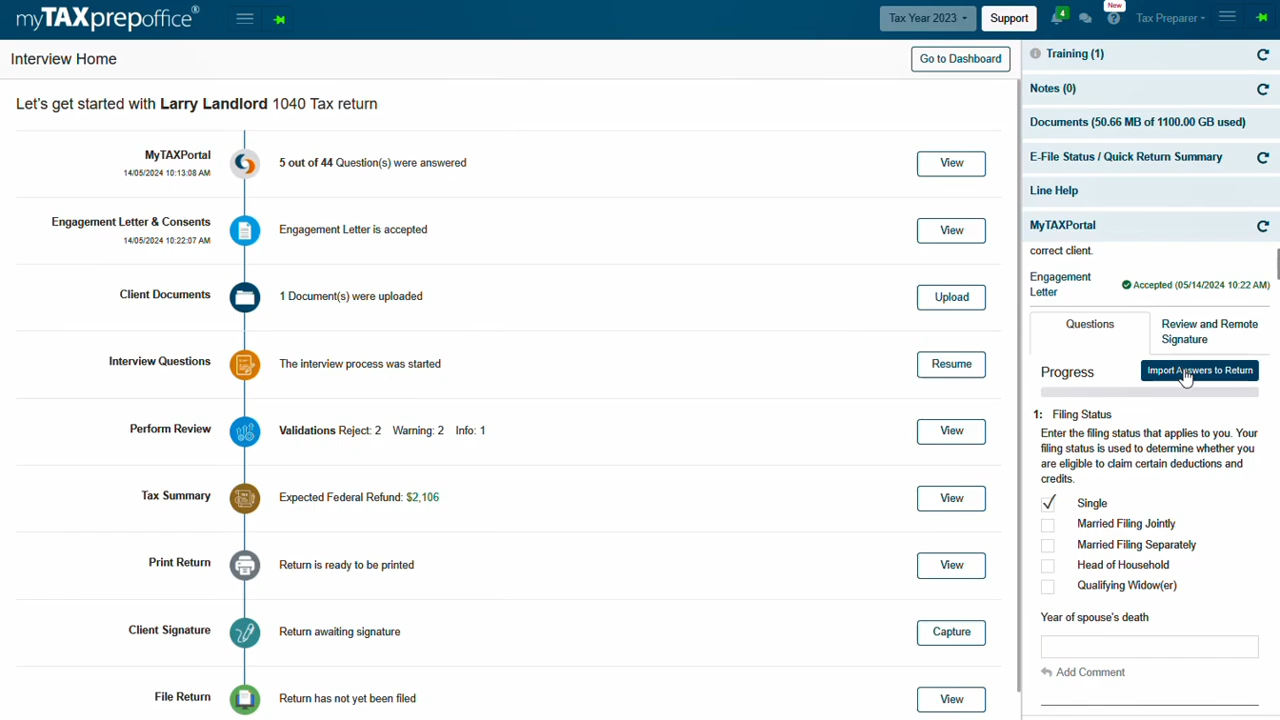 myTAXprepoffice®
Tax Year 2023
Support
4
New
?
Tax Preparer
Interview Home
Go to Dashboard
Let's get started with Larry Landlord 1040 Tax return
MyTAXPortal
14/05/2024 10:13:08 AM
5 out of 44 Question(s) were answered
View
Engagement Letter & Consents
14/05/2024 10:22:07 AM
Engagement Letter is accepted
View
Client Documents
1 Document(s) were uploaded
Upload
Interview Questions
The interview process was started
Resume
Perform Review
Validations Reject: 2 Warning: 2 Info: 1
View
Tax Summary
Expected Federal Refund: $2,106
View
Print Return
Return is ready to be printed
View
Client Signature
Return awaiting signature
Capture
File Return
Return has not yet been filed
View
Training (1)
Notes (0)
Documents (50.66 MB of 1100.00 GB used)
E-File Status / Quick Return Summary
Line Help
MyTAXPortal
correct client.
Engagement
Letter
Accepted (05/14/2024 10:22 AM)
Questions
Review and Remote
Signature
Progress
Import Answers to Return
1: Filing Status
Enter the filing status that applies to you. Your
filing status is used to determine whether you
are eligible to claim certain deductions and
credits.
Single
Married Filing Jointly
Married Filing Separately
Head of Household
Qualifying Widow(er)
Year of spouse's death
Add Comment